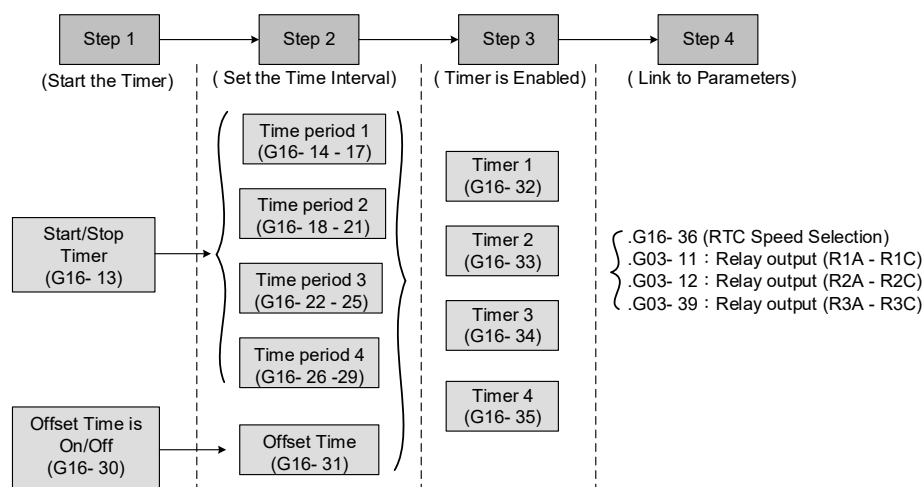 Step 1
Step 2
Step 3
Step 4
(Start the Timer)
( Set the Time Interval)
( Timer is Enabled)
( Link to Parameters)
Start/Stop
Timer
(G16- 13)
Offset Time is
On/Off
(G16- 30)
Time period 1
(G16- 14 - 17)
Time period 2
(G16- 18 - 21)
Time period 3
(G16- 22 - 25)
Time period 4
(G16- 26 -29)
Offset Time
(G16- 31)
Timer 1
(G16- 32)
Timer 2
(G16- 33)
Timer 3
(G16- 34)
Timer 4
(G16- 35)
.G16- 36 (RTC Speed Selection)
.G03- 11：Relay output (R1A - R1C)
.G03- 12：Relay output (R2A - R2C)
.G03- 39：Relay output (R3A - R3C)